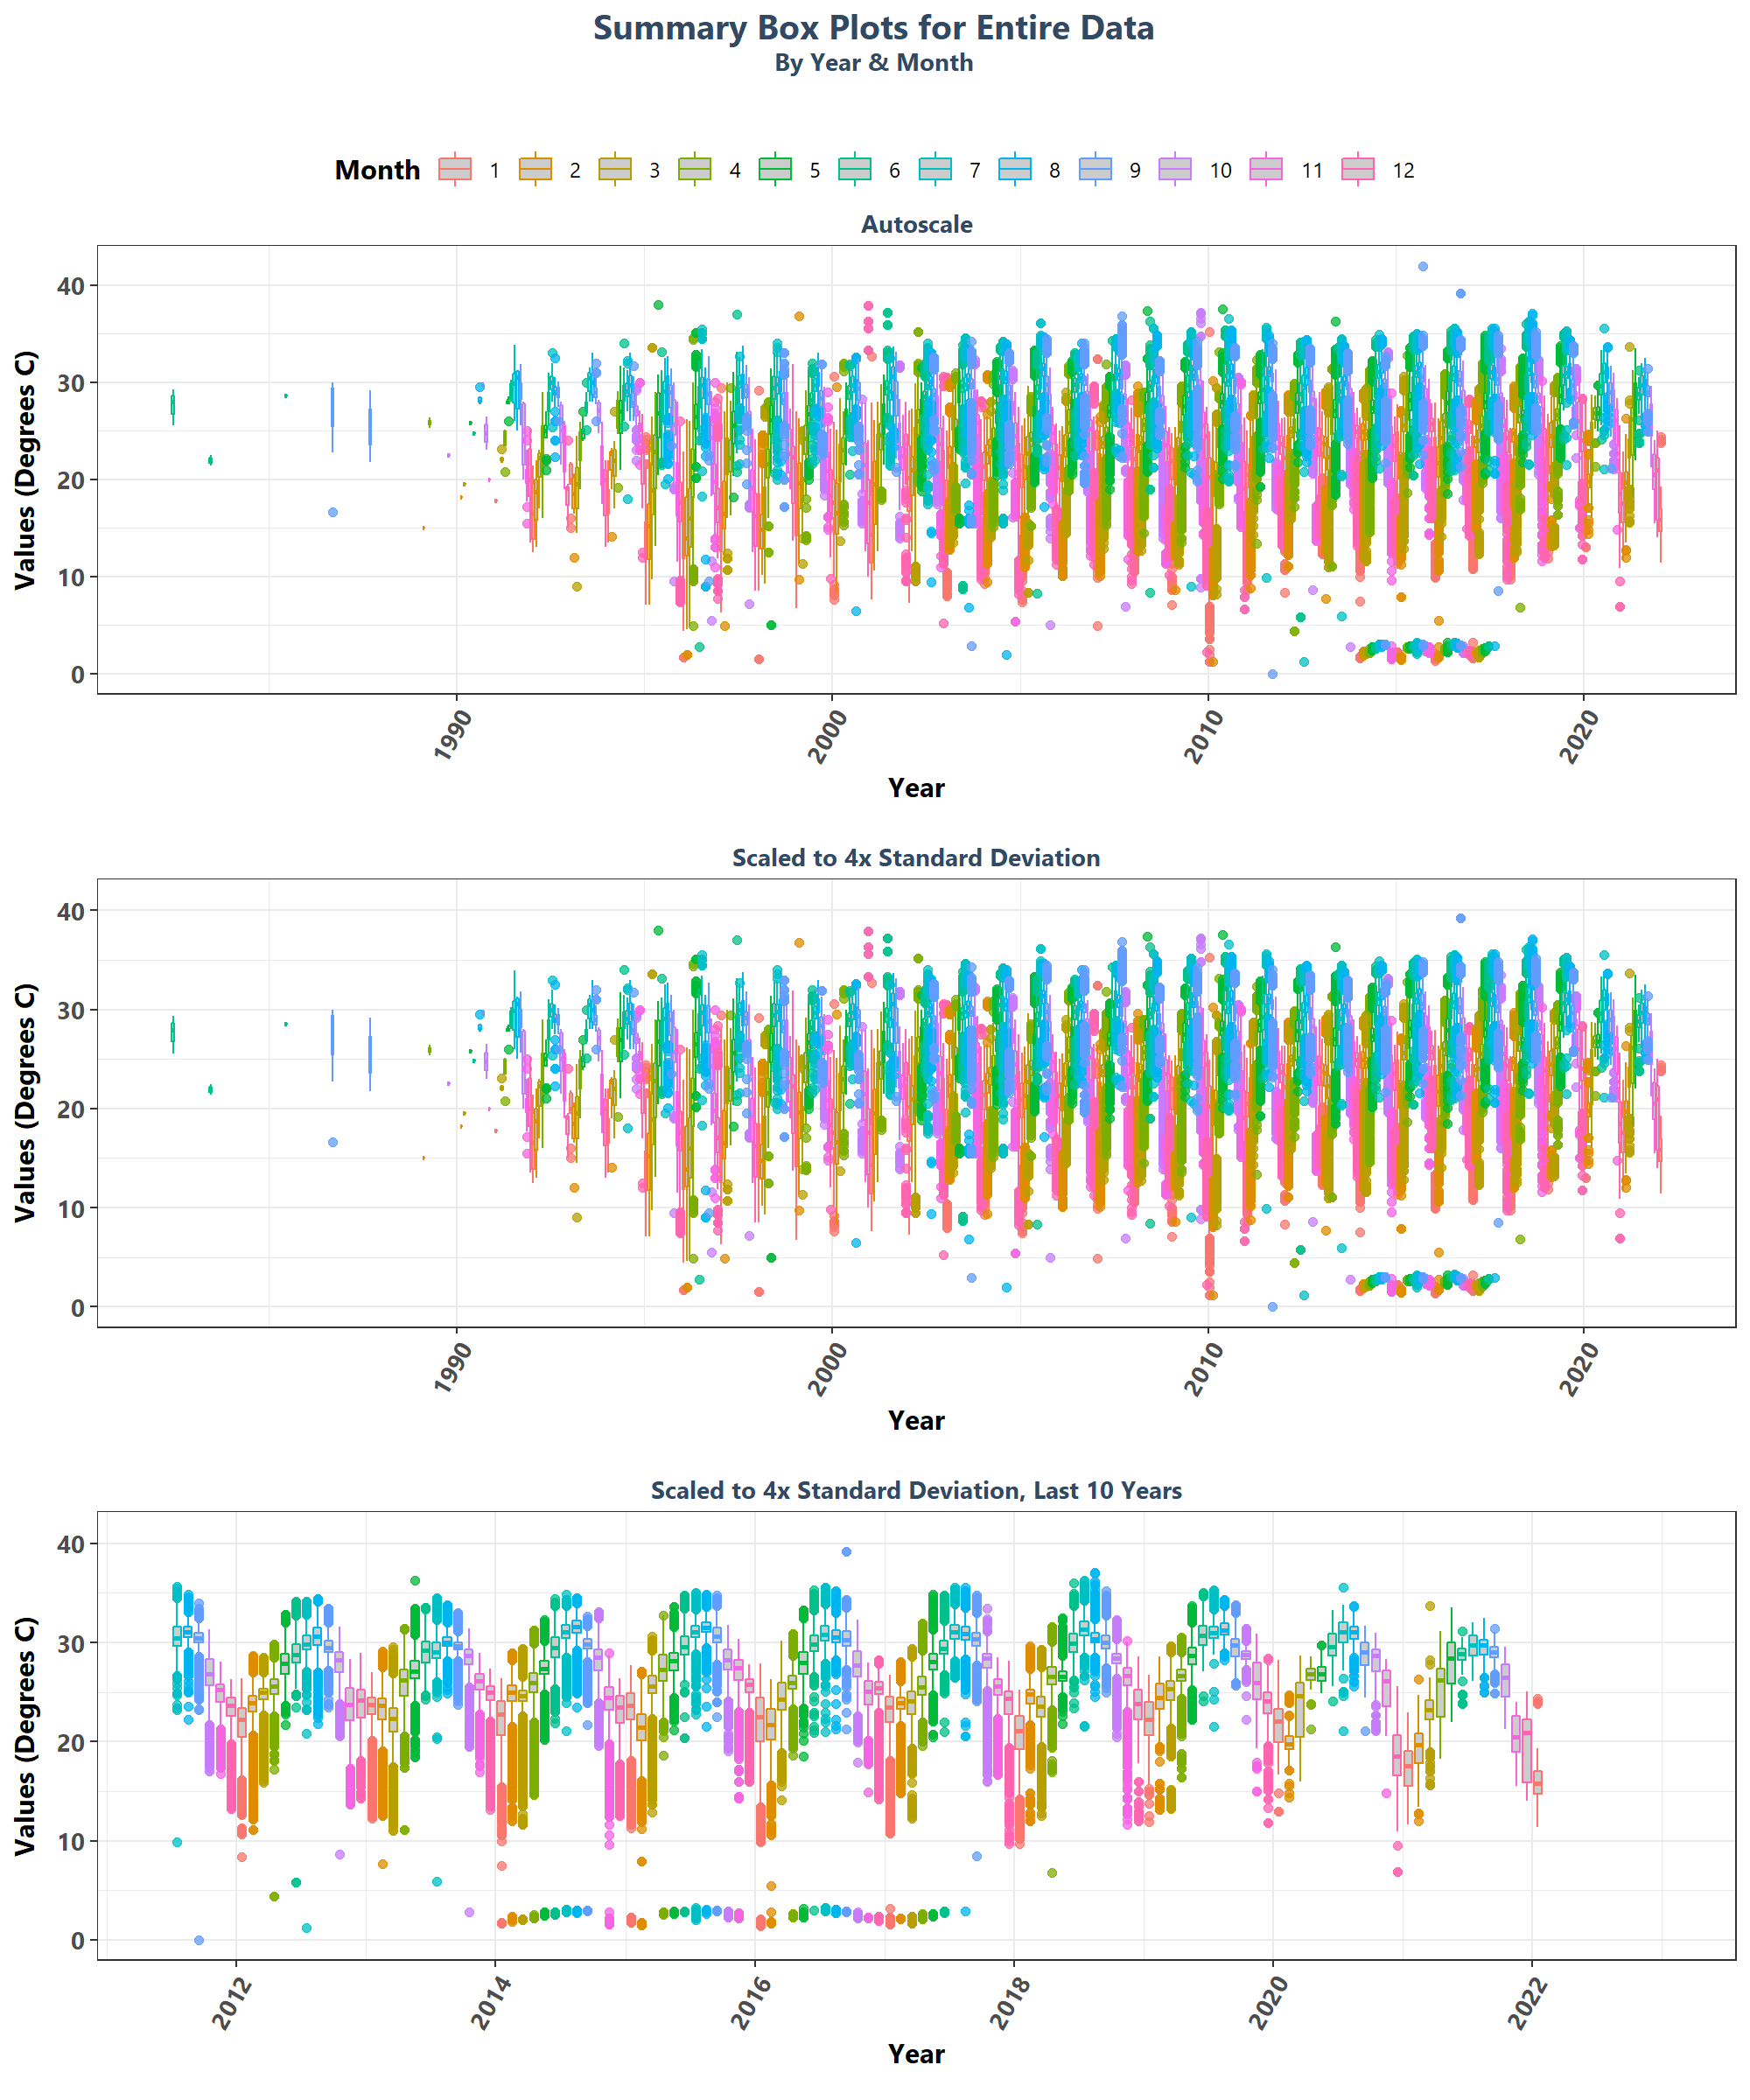 Summary Box Plots for Entire Data
By Year & Month
Month 1 2 3 4 5 6 7 8 9 10 11 12
Autoscale
Values (Degrees C)
40
30
20
10
0
1990 2000 2010 2020
Year
Scaled to 4x Standard Deviation
Values (Degrees C)
40
30
20
10
0
1990 2000 2010 2020
Year
Scaled to 4x Standard Deviation, Last 10 Years
Values (Degrees C)
40
30
20
10
0
2012 2014 2016 2018 2020 2022
Year